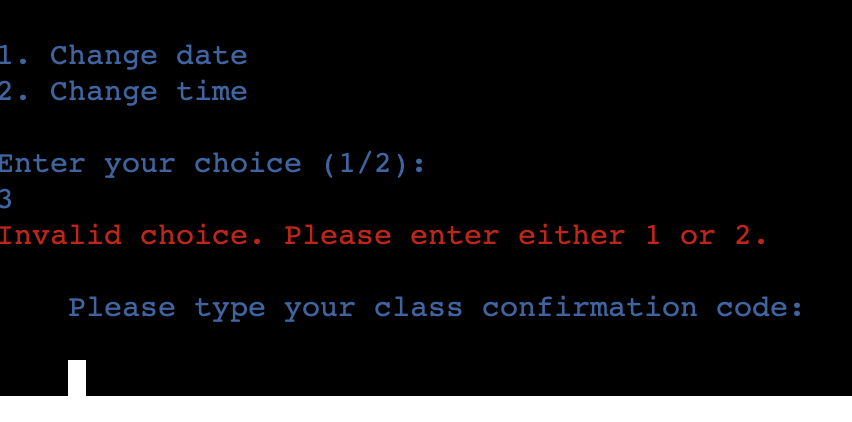 1. Change date
2. Change time
Enter your choice (1/2):
3
Invalid choice. Please enter either 1 or 2.
Please type your class confirmation code: